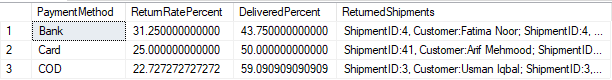 PaymentMethod ReturnRatePercent DeliveredPercent ReturnedShipments
1 Bank 31.250000000000 43.750000000000 ShipmentID:4, Customer:Fatima Noor; ShipmentID:4, ...
2 Card 25.000000000000 50.000000000000 ShipmentID:41, Customer:Arif Mehmood; ShipmentID:...
3 COD 22.727272727272 59.090909090909 ShipmentID:3, Customer:Usman Iqbal; ShipmentID:3, ...